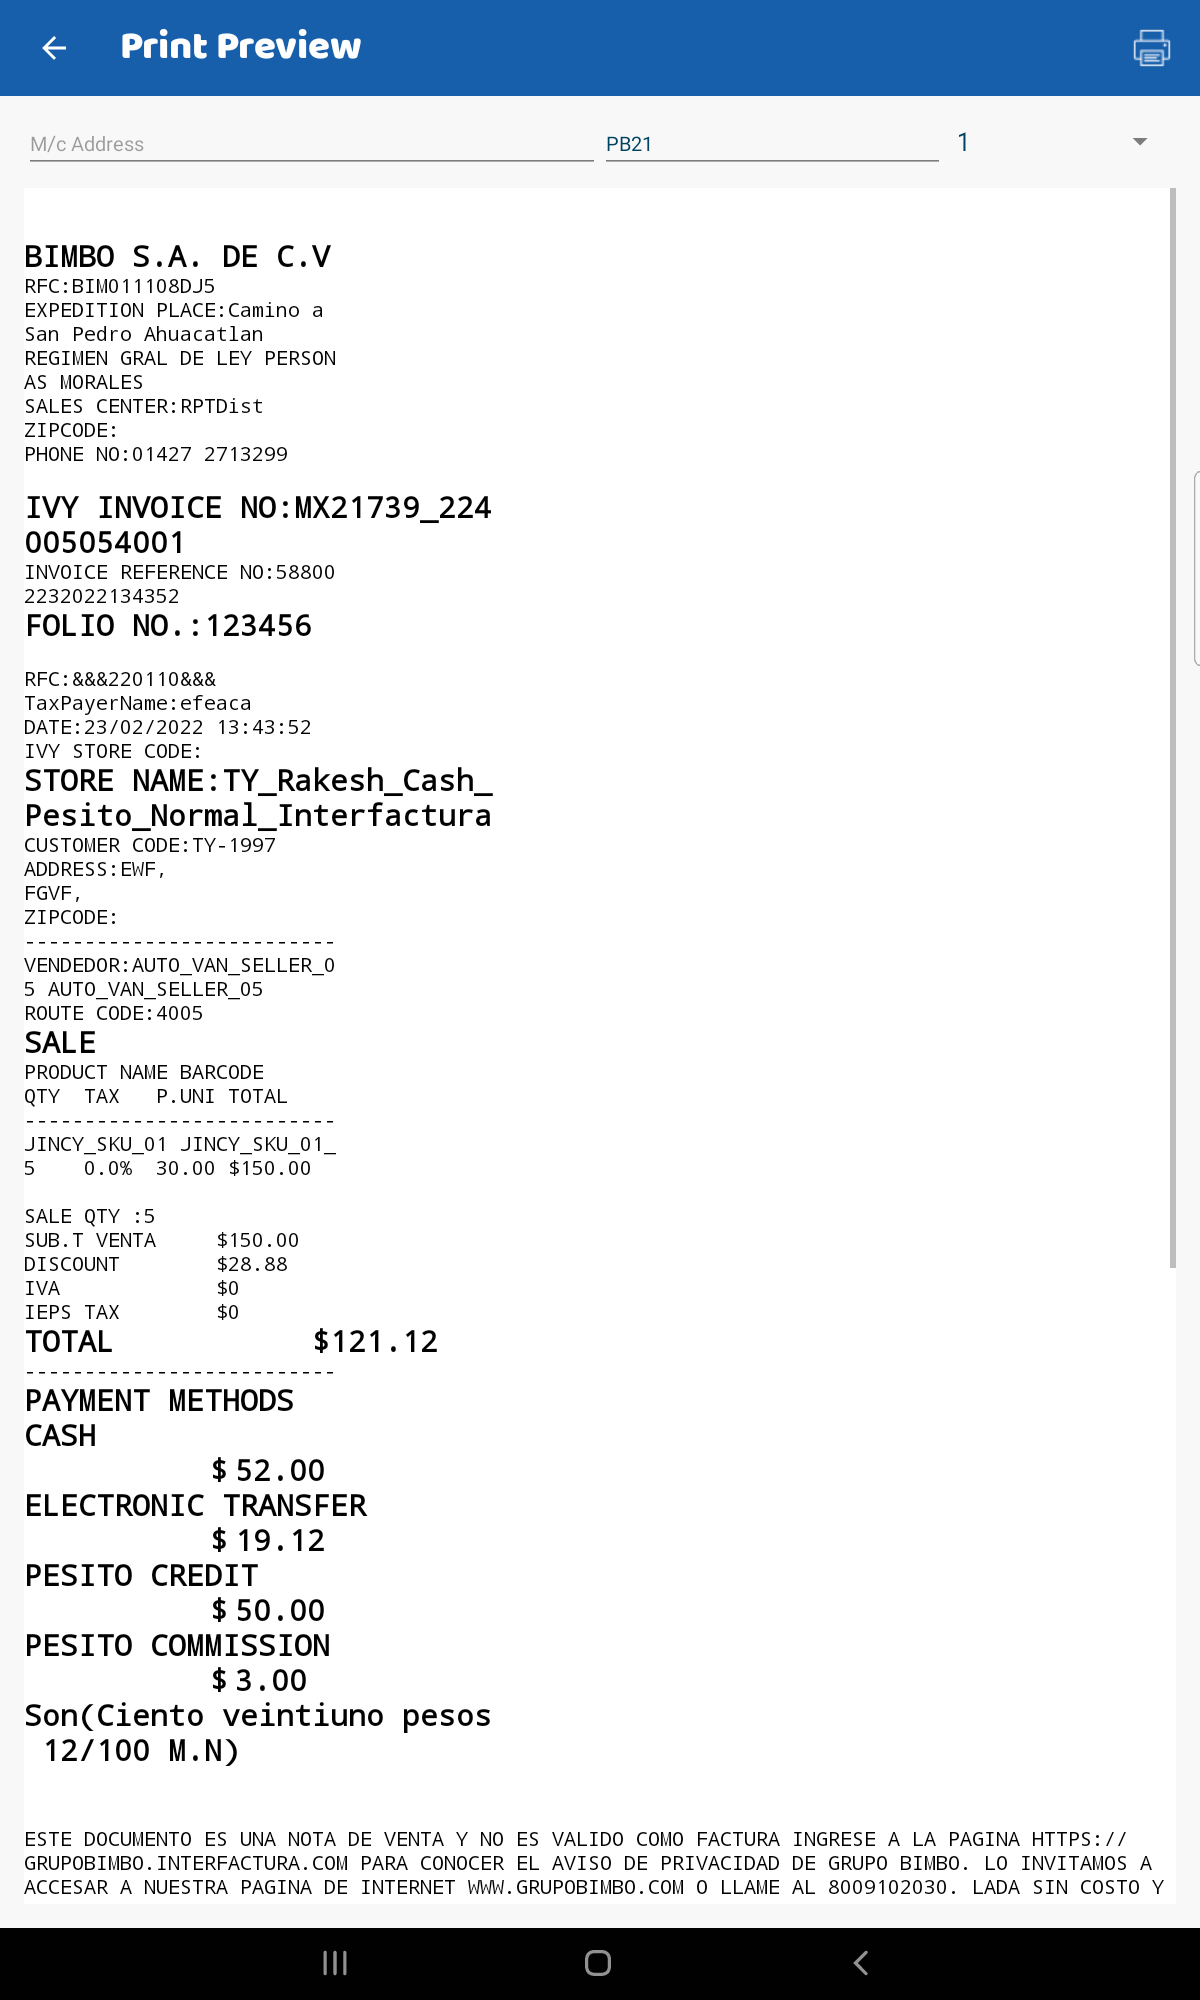 Print Preview
M/c Address PB21 1
BIMBO S.A. DE C.V
RFC:BIM011108DJ5
EXPEDITION PLACE:Camino a
San Pedro Ahuacatlan
REGIMEN GRAL DE LEY PERSON
AS MORALES
SALES CENTER:RPTDist
ZIPCODE:
PHONE NO:01427 2713299
IVY INVOICE NO:MX21739_224
005054001
INVOICE REFERENCE NO:58800
2232022134352
FOLIO NO.:123456
RFC:&&&220110&&&
TaxPayerName:efeaca
DATE:23/02/2022 13:43:52
IVY STORE CODE:
STORE NAME:TY_Rakesh_Cash_
Pesito_Normal_Interfactura
CUSTOMER CODE:TY-1997
ADDRESS:EWF,
FGVF,
ZIPCODE:
--------------------------
VENDEDOR:AUTO_VAN_SELLER_0
5 AUTO_VAN_SELLER_05
ROUTE CODE:4005
SALE
PRODUCT NAME BARCODE
QTY  TAX   P.UNI TOTAL
--------------------------
JINCY_SKU_01 JINCY_SKU_01_
5    0.0%  30.00 $150.00
SALE QTY :5
SUB.T VENTA     $150.00
DISCOUNT        $28.88
IVA             $0
IEPS TAX        $0
TOTAL           $121.12
--------------------------
PAYMENT METHODS
CASH
$ 52.00
ELECTRONIC TRANSFER
$ 19.12
PESITO CREDIT
$ 50.00
PESITO COMMISSION
$ 3.00
Son(Ciento veintiuno pesos
12/100 M.N)
ESTE DOCUMENTO ES UNA NOTA DE VENTA Y NO ES VALIDO COMO FACTURA INGRESE A LA PAGINA HTTPS://
GRUPOBIMBO.INTERFACTURA.COM PARA CONOCER EL AVISO DE PRIVACIDAD DE GRUPO BIMBO. LO INVITAMOS A
ACCESAR A NUESTRA PAGINA DE INTERNET WWW.GRUPOBIMBO.COM O LLAME AL 8009102030. LADA SIN COSTO Y